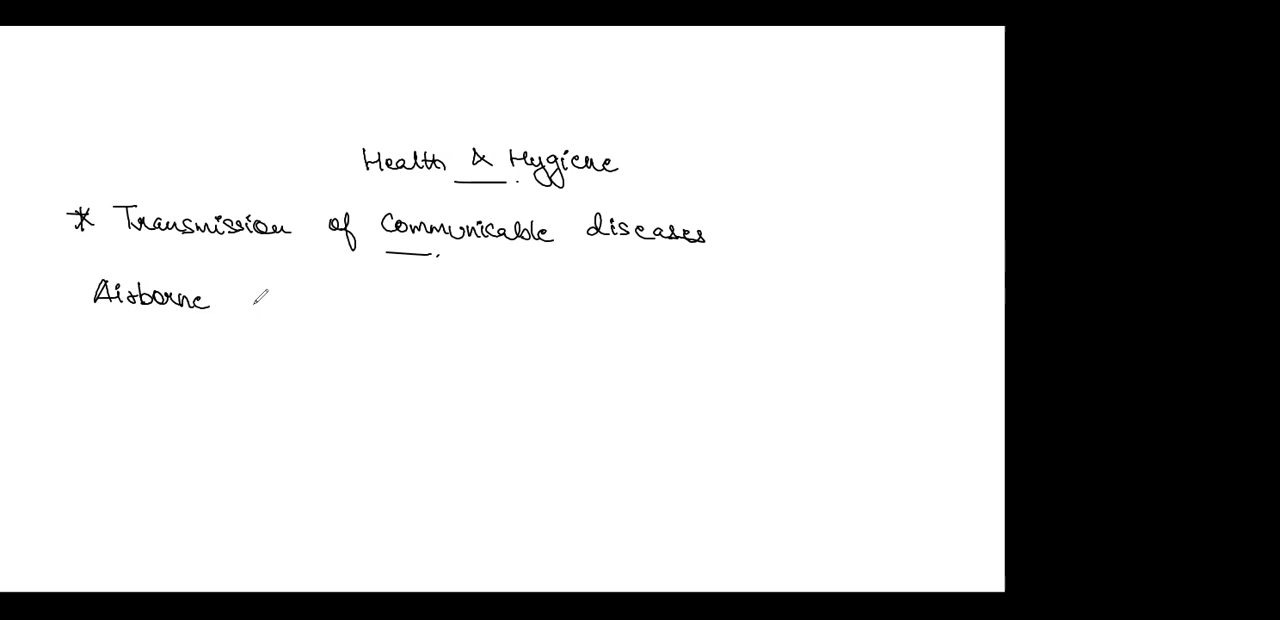 Health & Hygiene
* Transmission of communicable diseases
Airborne